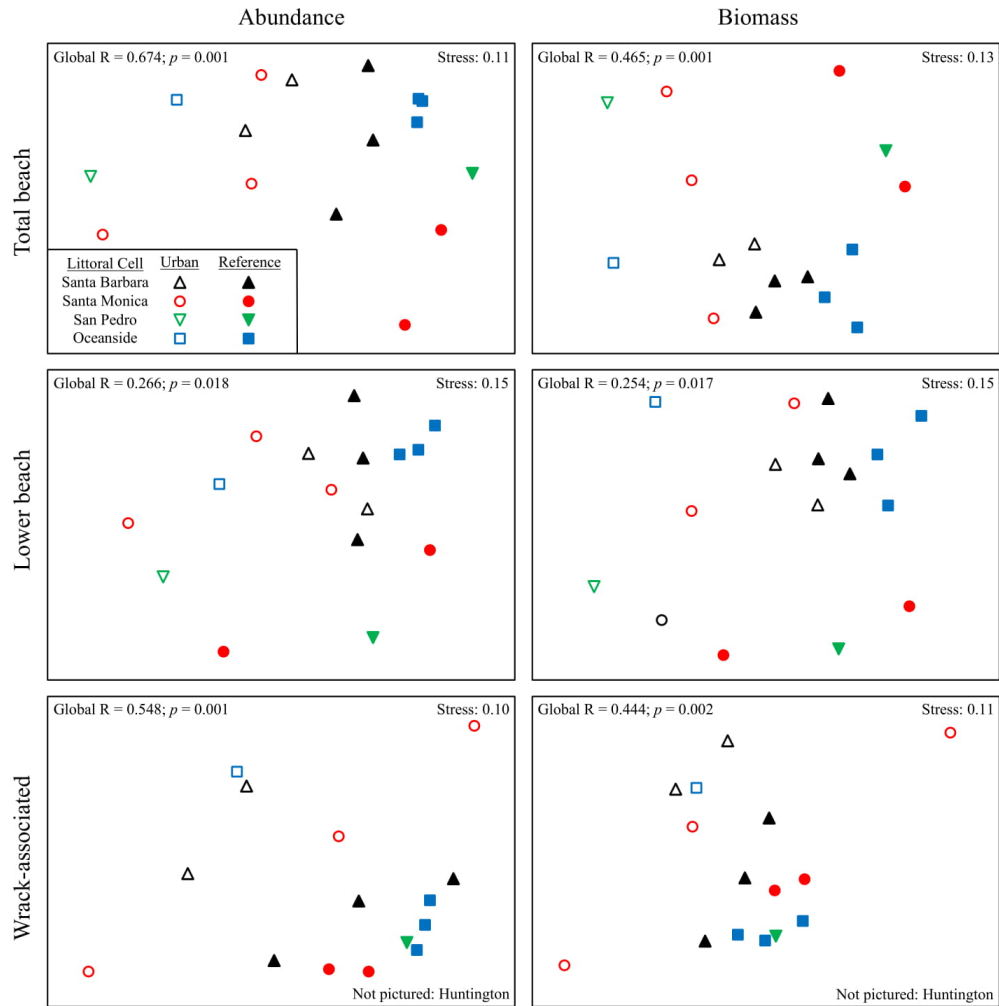 Abundance
Biomass
Total beach
Global R = 0.674; p = 0.001
Stress: 0.11
Littoral Cell Urban Reference
Santa Barbara
Santa Monica
San Pedro
Oceanside
Global R = 0.465; p = 0.001
Stress: 0.13
Lower beach
Global R = 0.266; p = 0.018
Stress: 0.15
Global R = 0.254; p = 0.017
Stress: 0.15
Wrack-associated
Global R = 0.548; p = 0.001
Stress: 0.10
Not pictured: Huntington
Global R = 0.444; p = 0.002
Stress: 0.11
Not pictured: Huntington